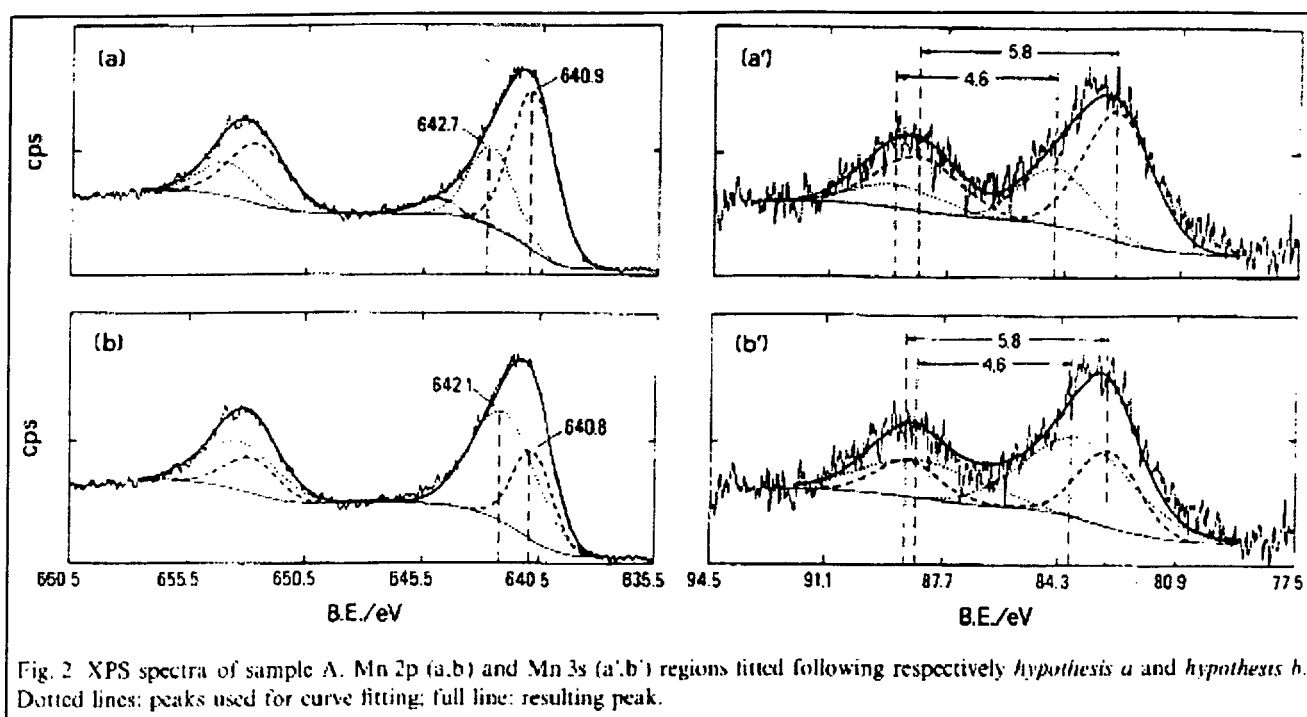 (a)
640.9
642.7
cps
(a')
5.8
4.6
(b)
642.1
640.8
cps
(b')
5.8
4.6
660 5 655.5 650.5 645.5 640.5 635.5
B.E./eV
94.5 91.1 87.7 84.3 80.9 77.5
B.E./eV
Fig. 2 XPS spectra of sample A. Mn 2p (a,b) and Mn 3s (a',b') regions fitted following respectively hypothesis a and hypothesis b.
Dotted lines: peaks used for curve fitting; full line: resulting peak.